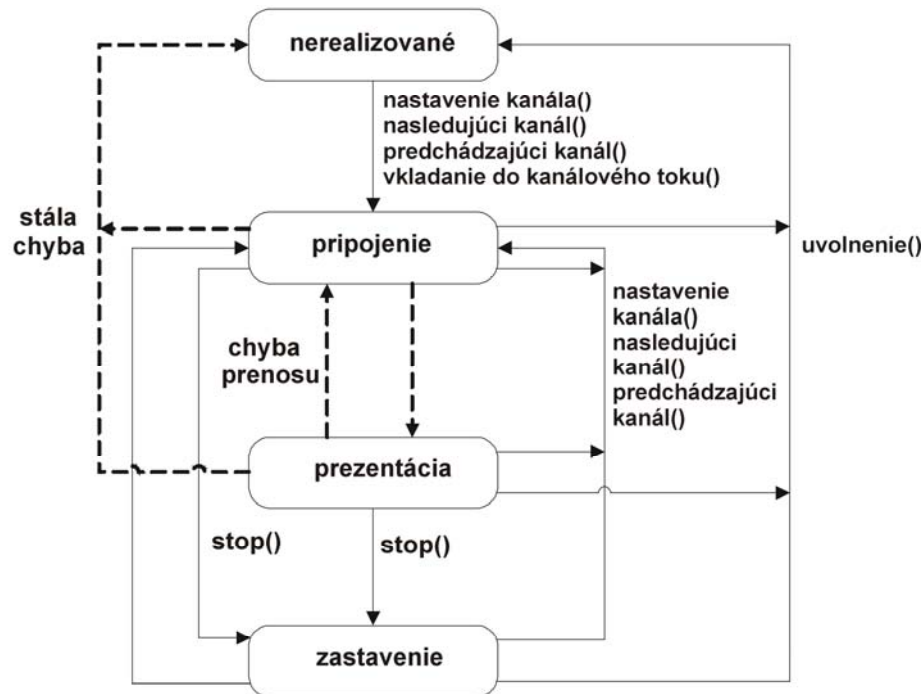 nerealizované
nastavenie kanála()
nasledujúci kanál()
predchádzajúci kanál()
vkladanie do kanálového toku()
stála
chyba
pripojenie
uvolnenie()
nastavenie
kanála()
nasledujúci
kanál()
predchádzajúci
kanál()
chyba
prenosu
prezentácia
stop()
stop()
zastavenie